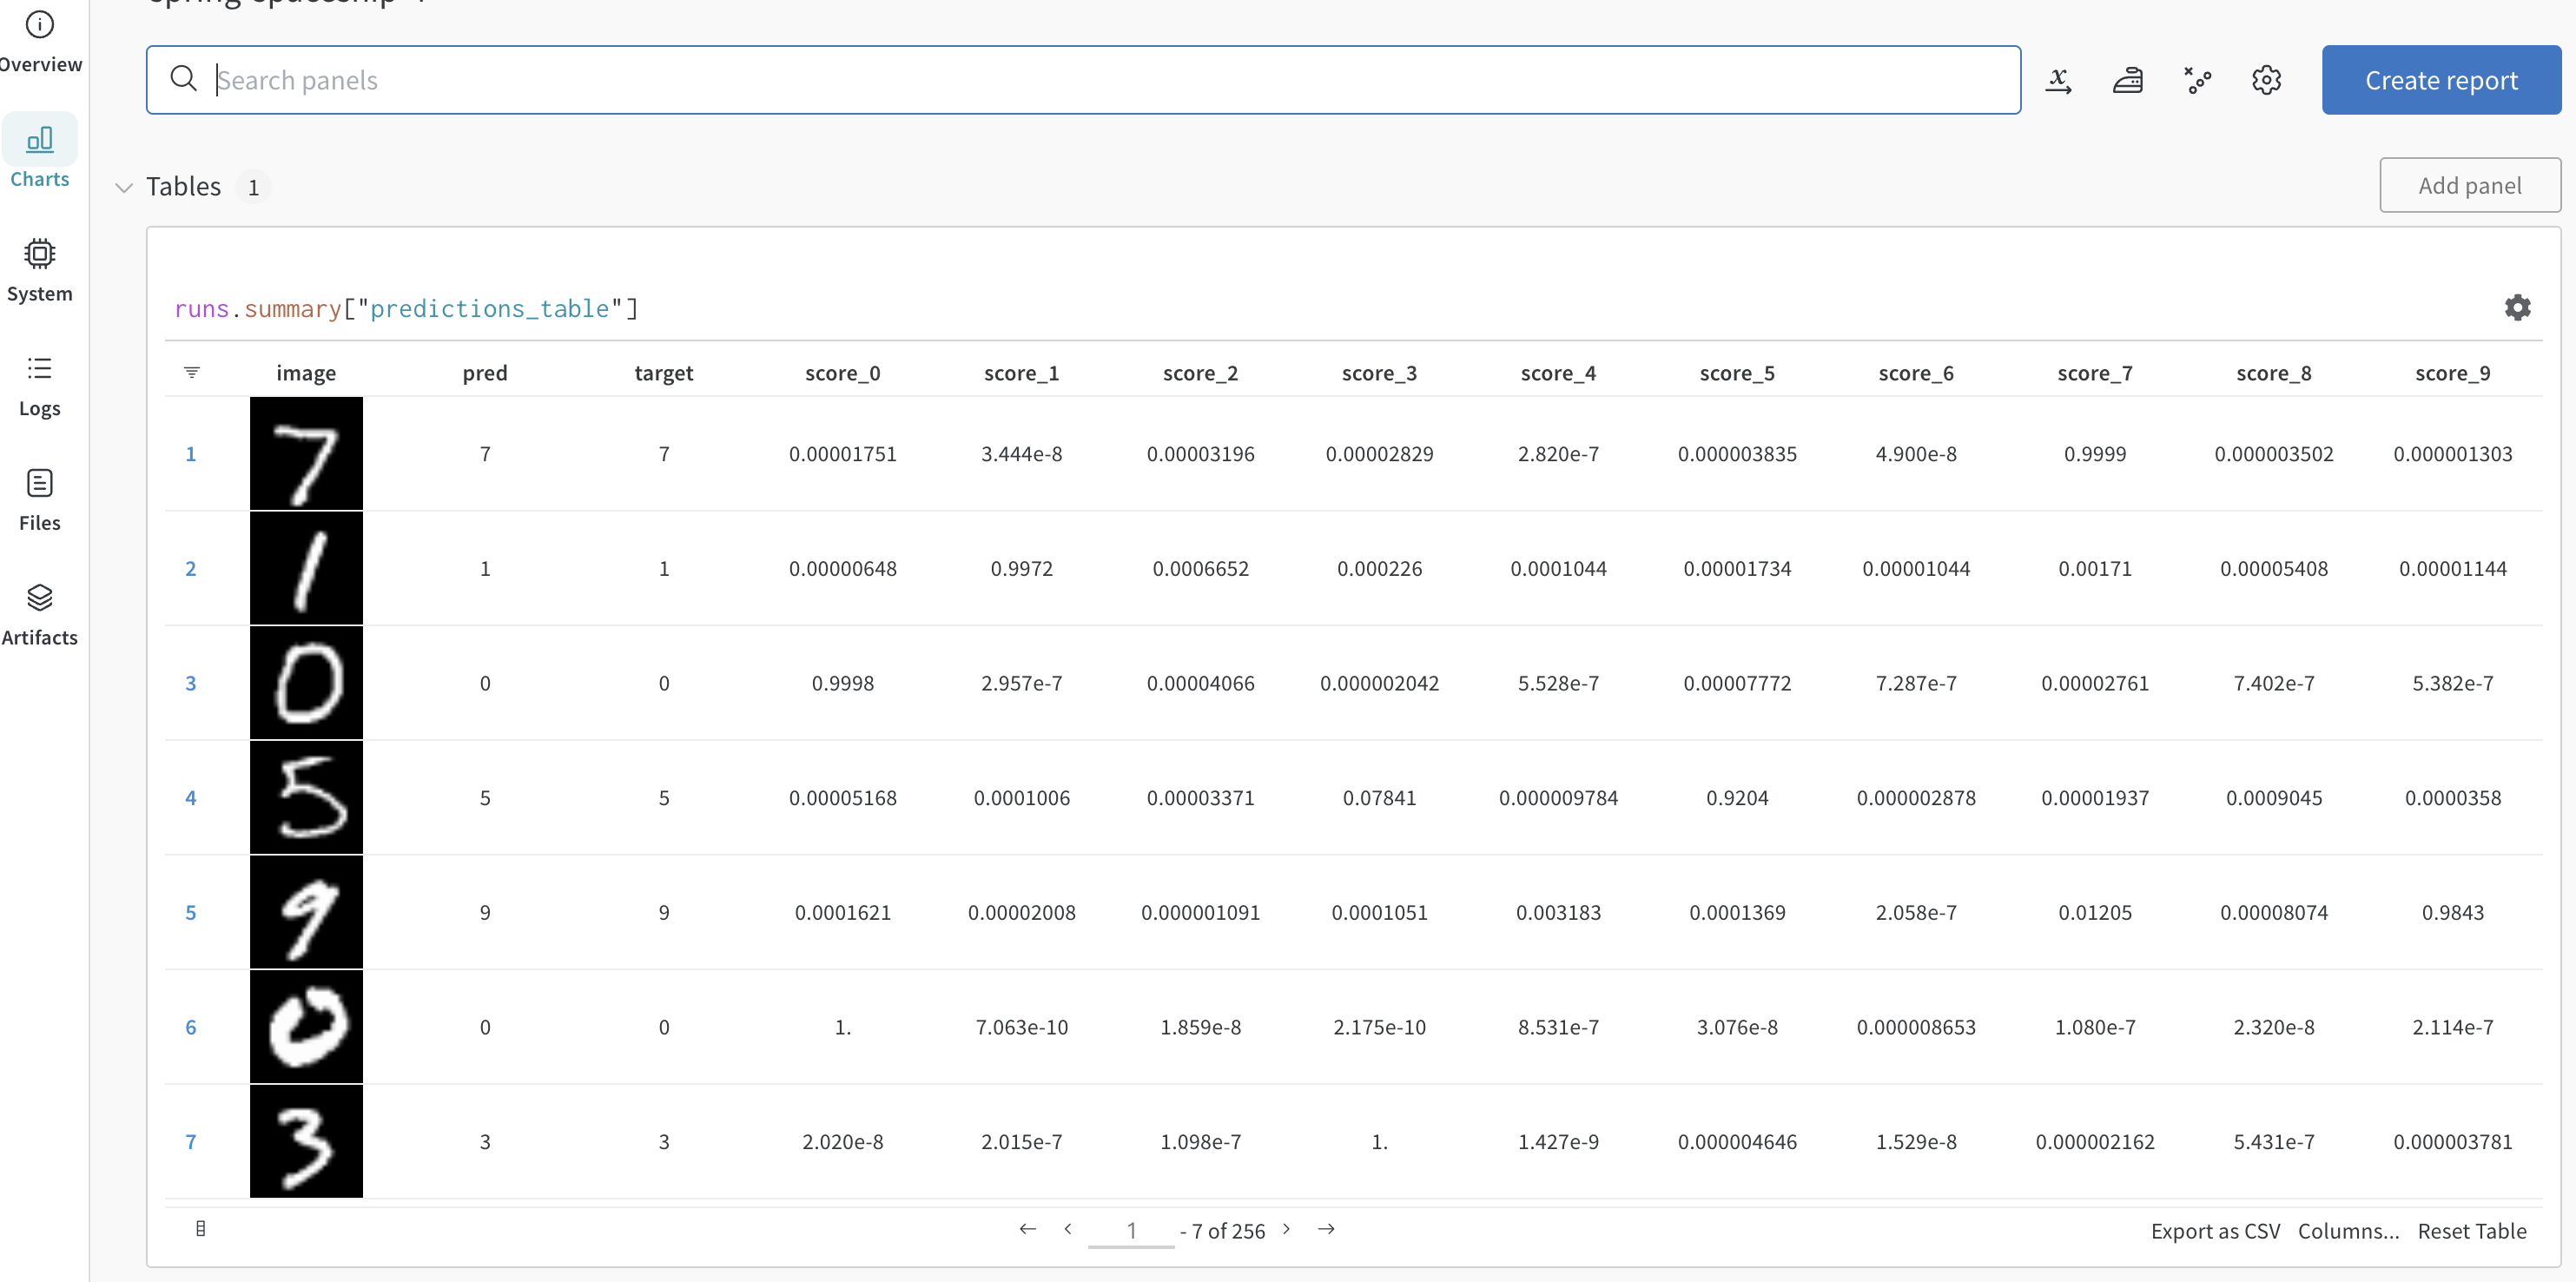 Overview
Charts
System
Logs
Files
Artifacts
Search panels
Create report
Tables 1
Add panel
runs.summary["predictions_table"]
image pred target score_0 score_1 score_2 score_3 score_4 score_5 score_6 score_7 score_8 score_9
1 7 7 7 0.00001751 3.444e-8 0.00003196 0.00002829 2.820e-7 0.000003835 4.900e-8 0.9999 0.000003502 0.000001303
2 1 1 1 0.00000648 0.9972 0.0006652 0.000226 0.0001044 0.00001734 0.00001044 0.00171 0.00005408 0.00001144
3 0 0 0 0.9998 2.957e-7 0.00004066 0.000002042 5.528e-7 0.00007772 7.287e-7 0.00002761 7.402e-7 5.382e-7
4 5 5 5 0.00005168 0.0001006 0.00003371 0.07841 0.000009784 0.9204 0.000002878 0.00001937 0.0009045 0.0000358
5 9 9 9 0.0001621 0.00002008 0.000001091 0.0001051 0.003183 0.0001369 2.058e-7 0.01205 0.00008074 0.9843
6 0 0 0 1. 7.063e-10 1.859e-8 2.175e-10 8.531e-7 3.076e-8 0.000008653 1.080e-7 2.320e-8 2.114e-7
7 3 3 3 2.020e-8 2.015e-7 1.098e-7 1. 1.427e-9 0.000004646 1.529e-8 0.000002162 5.431e-7 0.000003781
1 - 7 of 256
Export as CSV Columns... Reset Table